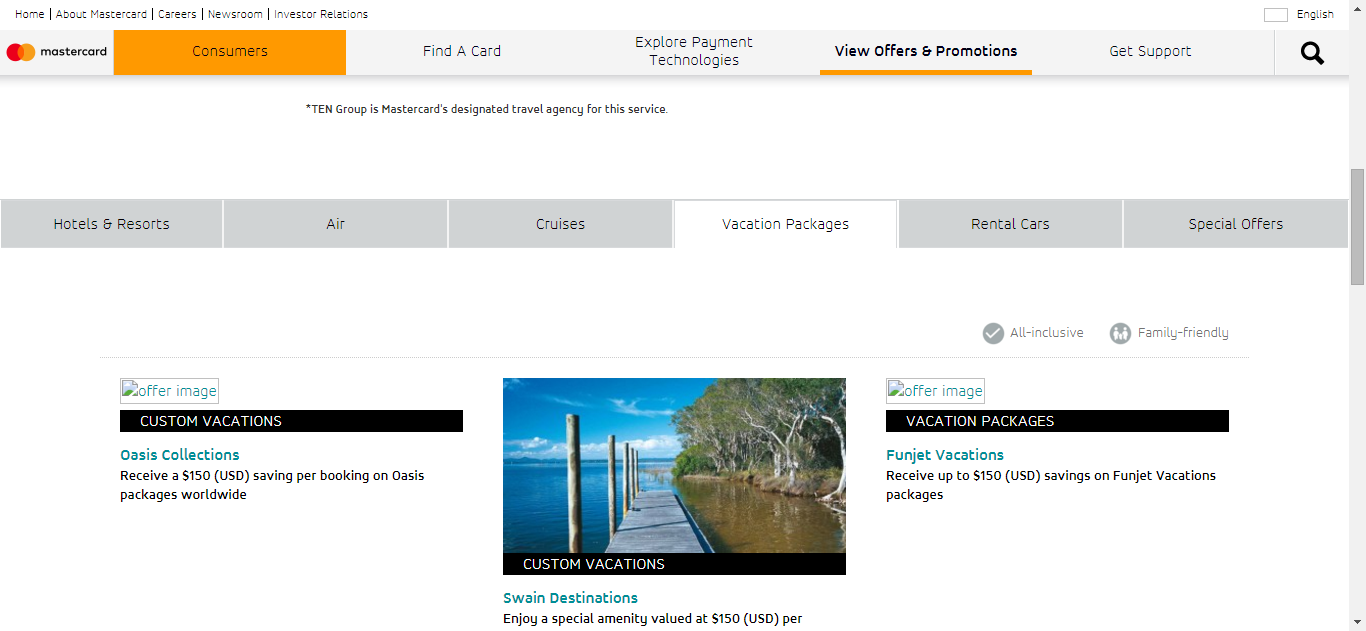 Home | About Mastercard | Careers | Newsroom | Investor Relations
English
mastercard
Consumers
Find A Card
Explore Payment
Technologies
View Offers & Promotions
Get Support
*TEN Group is Mastercard's designated travel agency for this service.
Hotels & Resorts
Air
Cruises
Vacation Packages
Rental Cars
Special Offers
All-inclusive
Family-friendly
offer image
CUSTOM VACATIONS
Oasis Collections
Receive a $150 (USD) saving per booking on Oasis
packages worldwide
CUSTOM VACATIONS
Swain Destinations
Enjoy a special amenity valued at $150 (USD) per
offer image
VACATION PACKAGES
Funjet Vacations
Receive up to $150 (USD) savings on Funjet Vacations
packages